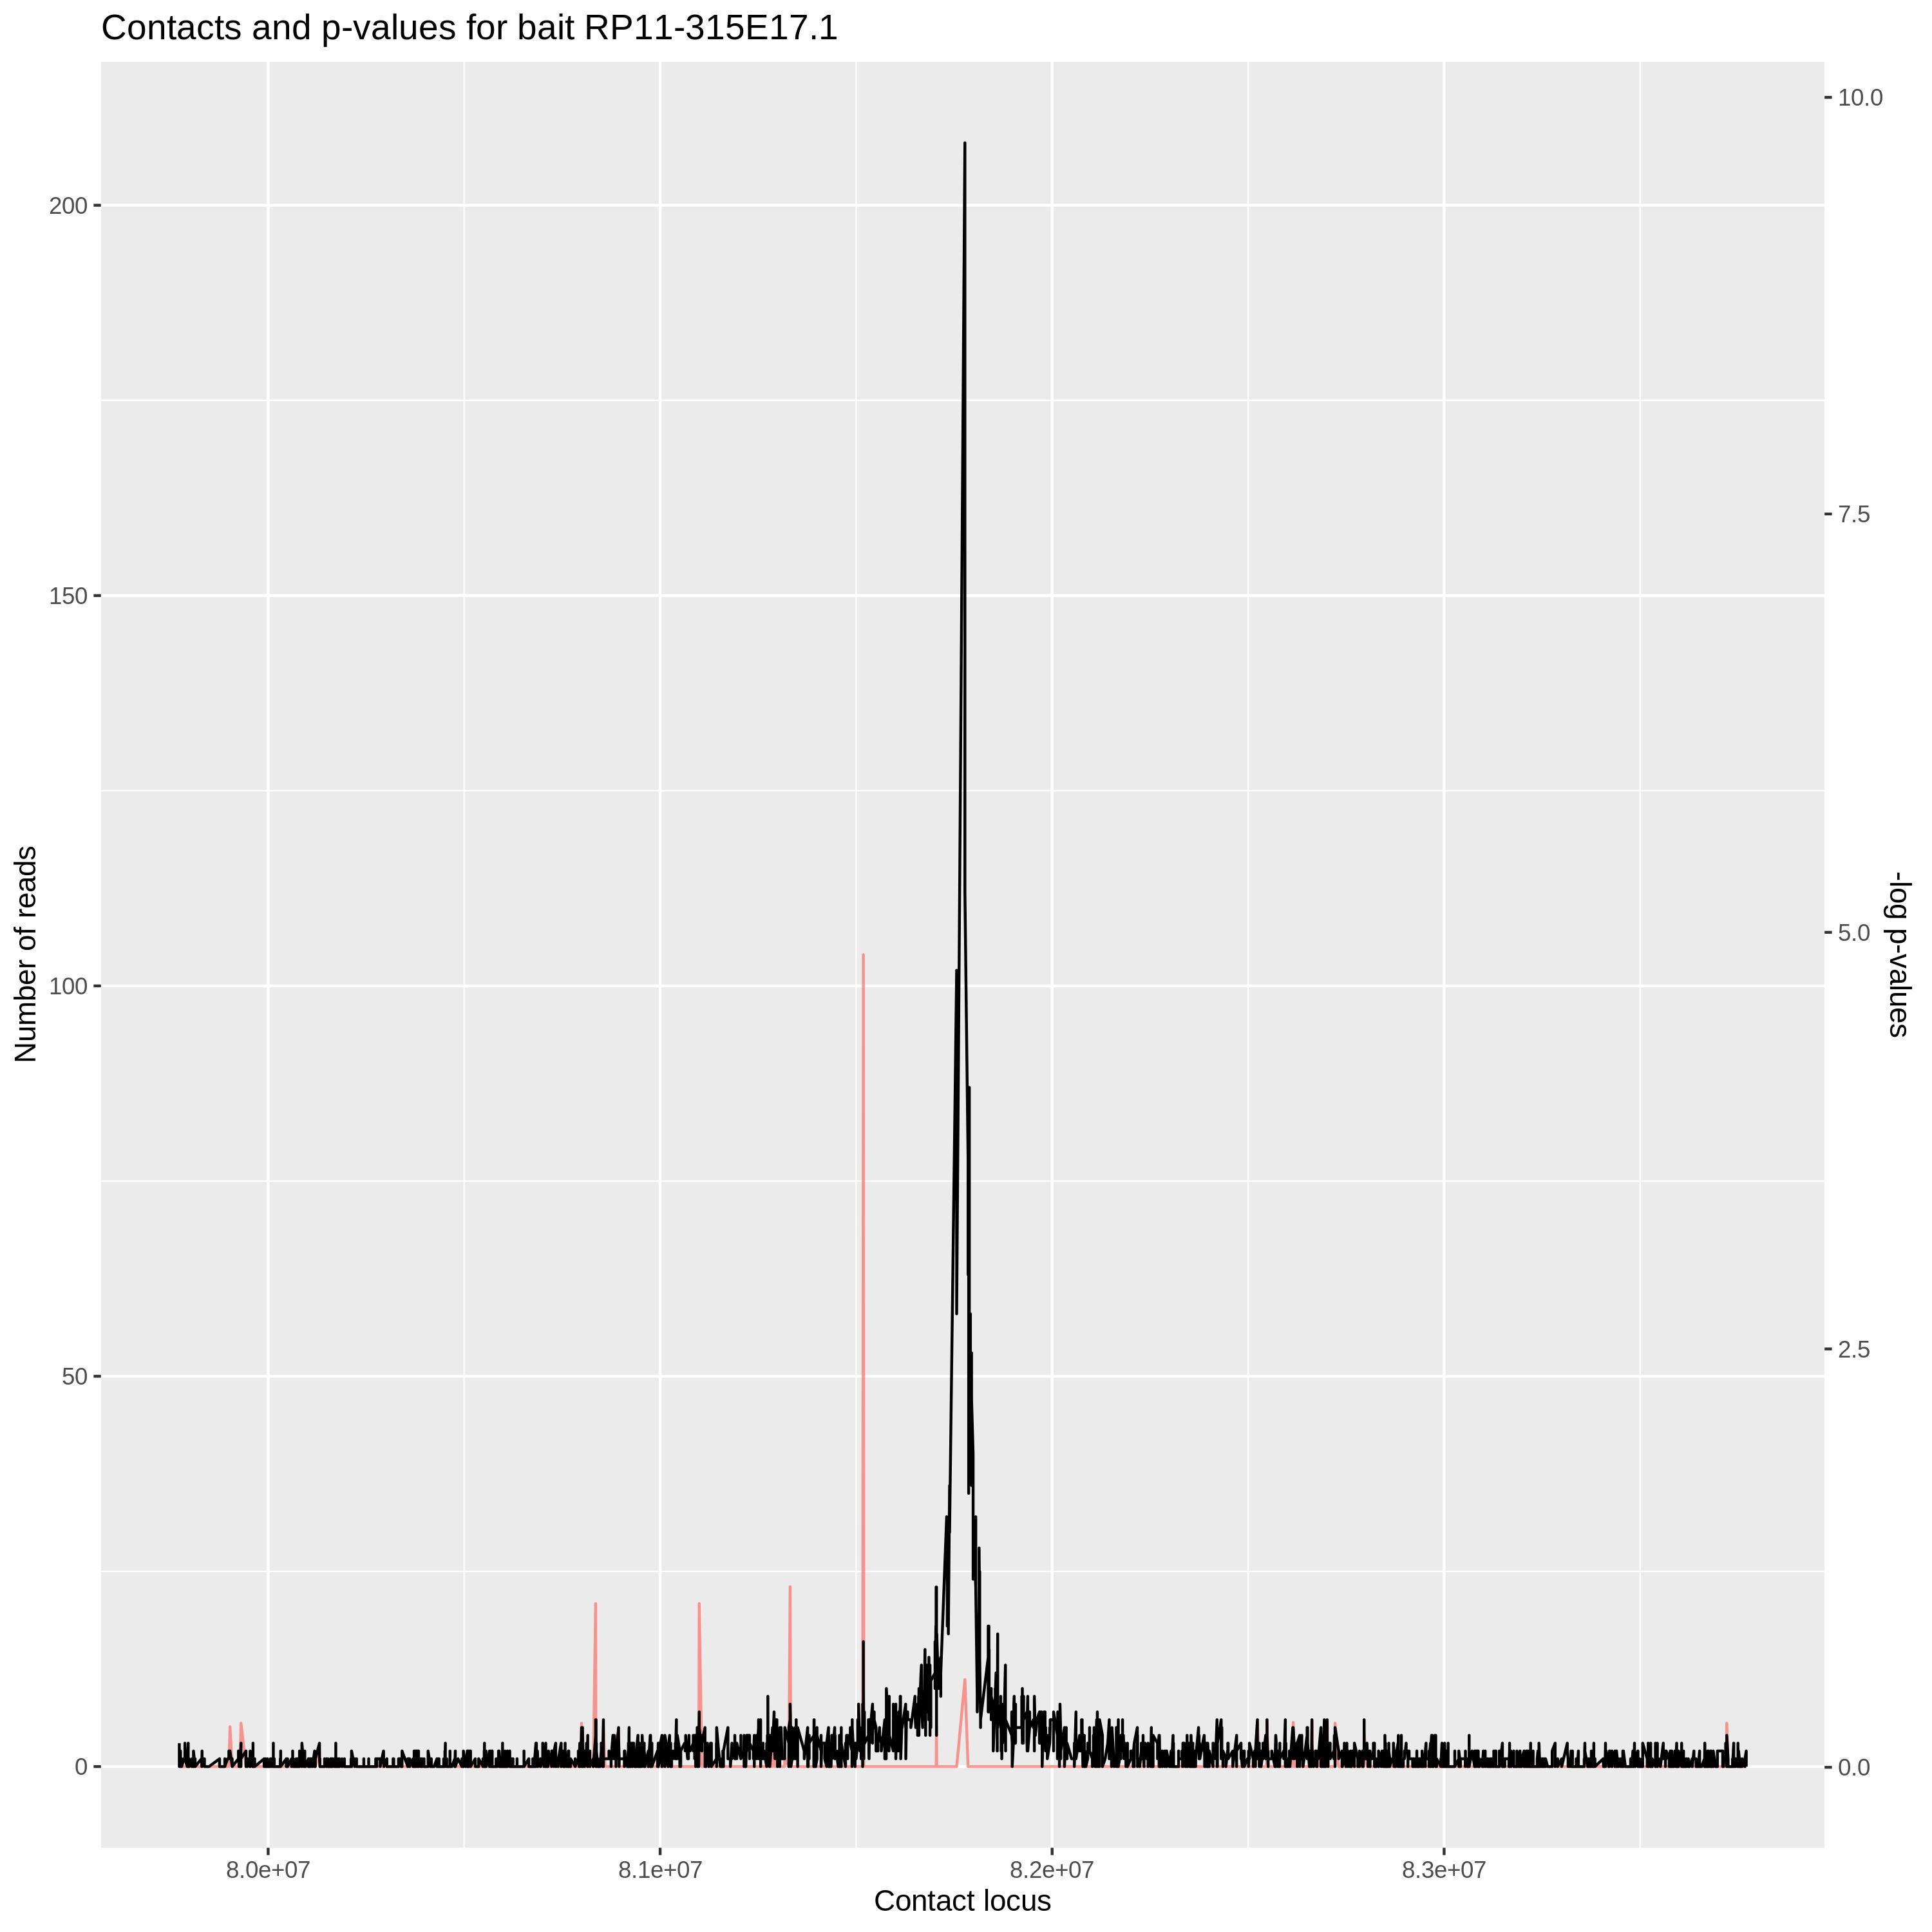 Contacts and p-values for bait RP11-315E17.1
Number of reads
200
150
100
50
0
10.0
7.5
5.0
2.5
0.0
-log p-values
8.0e+07
8.1e+07
8.2e+07
8.3e+07
Contact locus